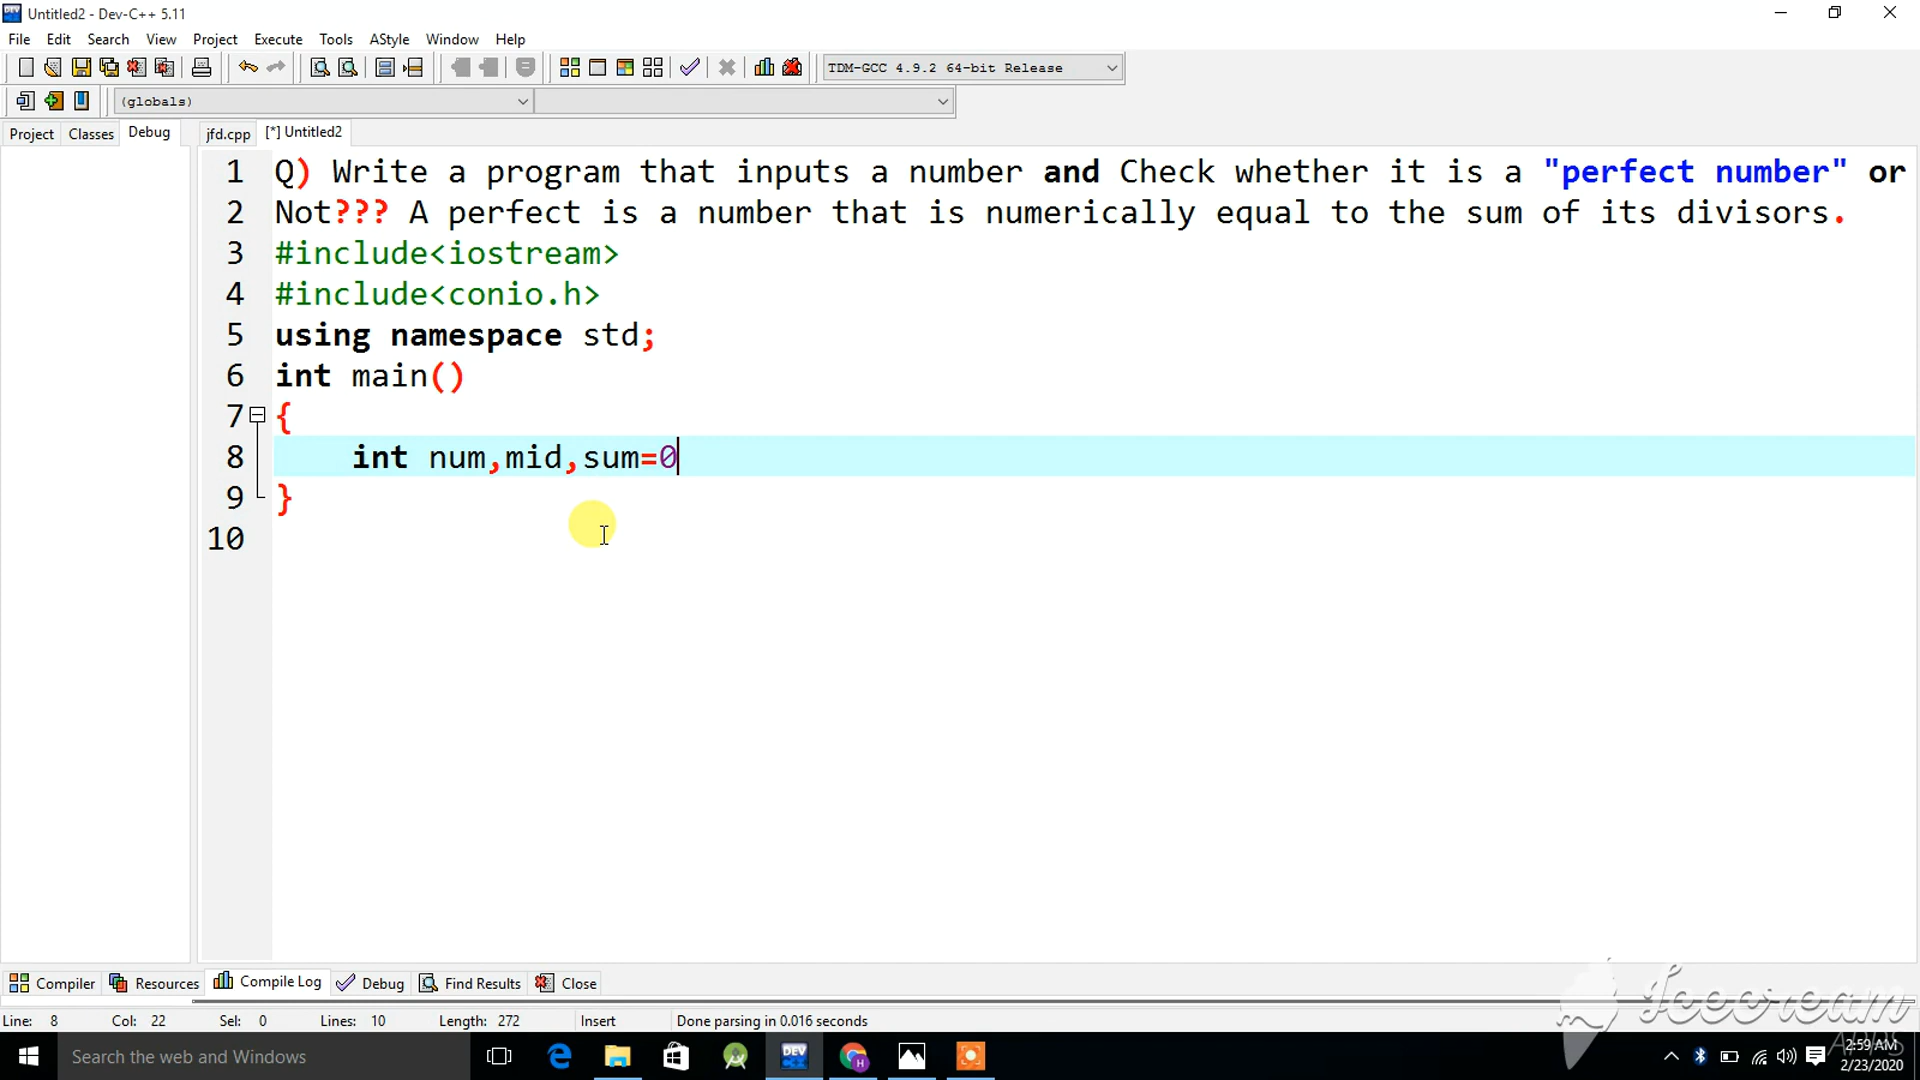 Untitled2 - Dev-C++ 5.11
File Edit Search View Project Execute Tools AStyle Window Help
TDM-GCC 4.9.2 64-bit Release
(globals)
Project Classes Debug jfd.cpp [*] Untitled2
1 Q) Write a program that inputs a number and Check whether it is a "perfect number" or
2 Not??? A perfect is a number that is numerically equal to the sum of its divisors.
3 #include<iostream>
4 #include<conio.h>
5 using namespace std;
6 int main()
7 {
8 int num,mid,sum=0
9 }
10
Compiler Resources Compile Log Debug Find Results Close
Line: 8 Col: 22 Sel: 0 Lines: 10 Length: 272 Insert Done parsing in 0.016 seconds
Icecream
APPS
Search the web and Windows
DEV
H
2:59 AM
2/23/2020